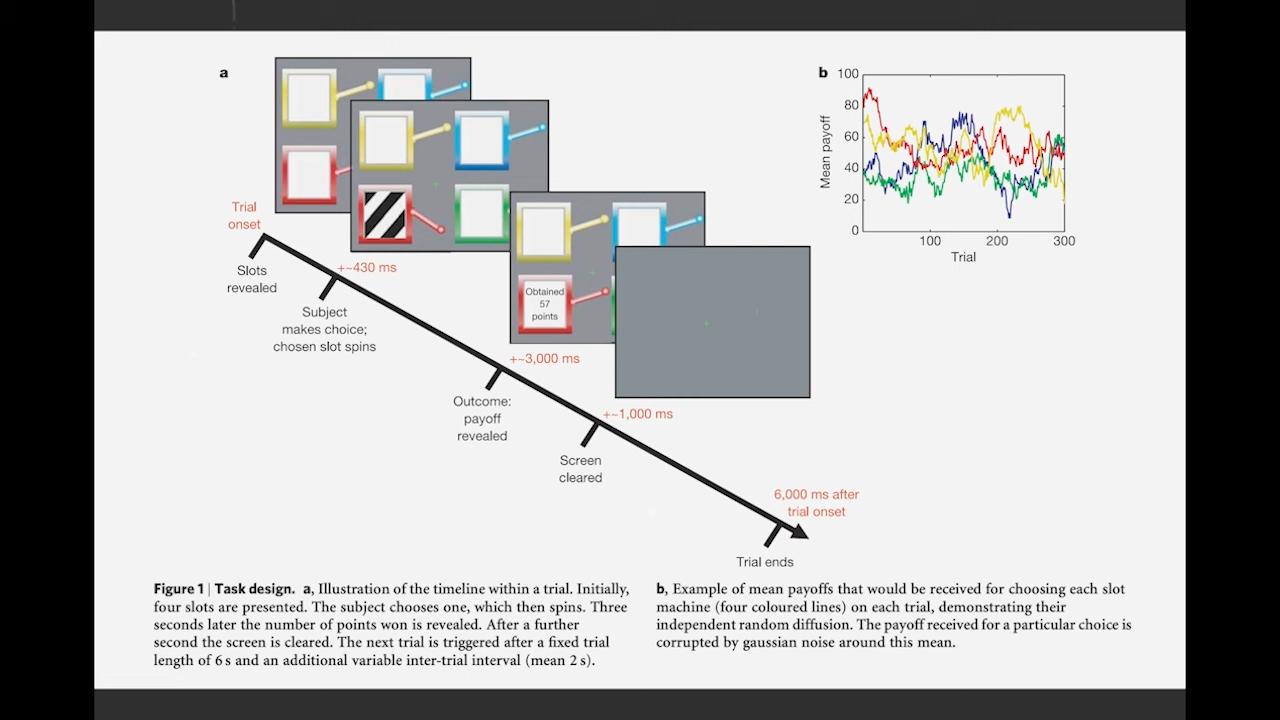 a
Trial
onset
Slots
revealed
+~430 ms
Subject
makes choice;
chosen slot spins
Obtained
57
points
+~3,000 ms
Outcome:
payoff
revealed
+~1,000 ms
Screen
cleared
6,000 ms after
trial onset
Trial ends
b
Mean payoff
100
80
60
40
20
0
100 200 300
Trial
Figure 1 | Task design. a, Illustration of the timeline within a trial. Initially,
four slots are presented. The subject chooses one, which then spins. Three
seconds later the number of points won is revealed. After a further
second the screen is cleared. The next trial is triggered after a fixed trial
length of 6 s and an additional variable inter-trial interval (mean 2 s).
b, Example of mean payoffs that would be received for choosing each slot
machine (four coloured lines) on each trial, demonstrating their
independent random diffusion. The payoff received for a particular choice is
corrupted by gaussian noise around this mean.